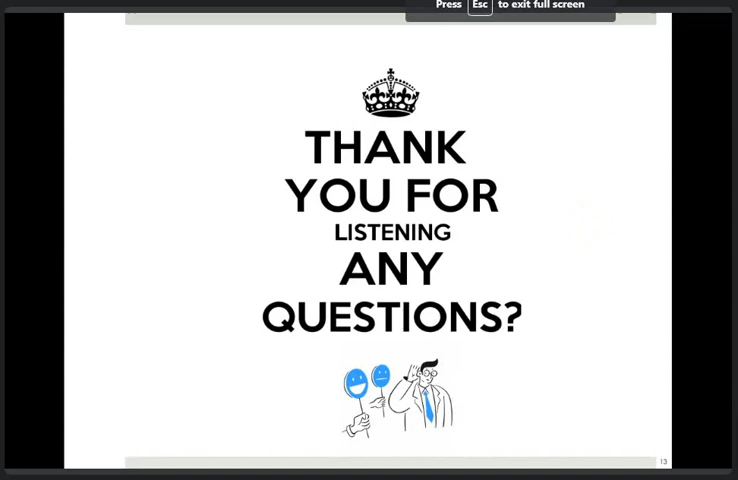 Press Esc to exit full screen
THANK
YOU FOR
LISTENING
ANY
QUESTIONS?
13